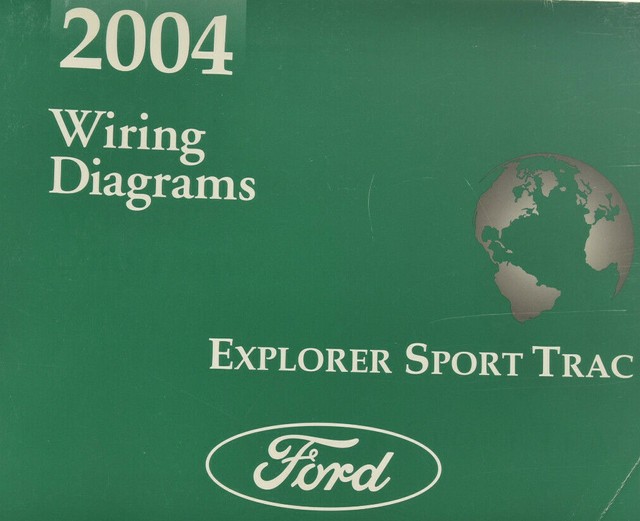 2004
Wiring
Diagrams
EXPLORER SPORT TRAC
Ford